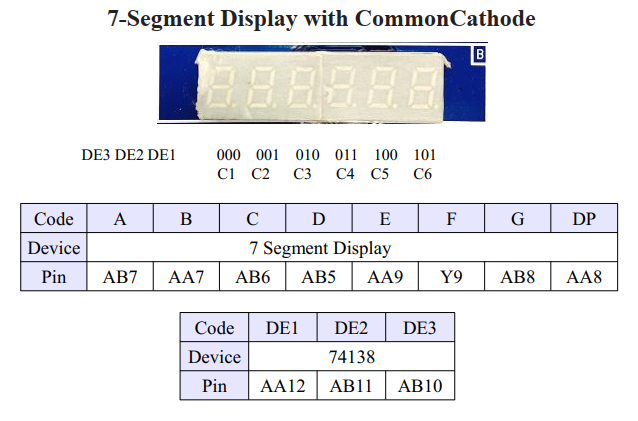 7-Segment Display with CommonCathode
B
DE3 DE2 DE1 000 001 010 011 100 101
C1 C2 C3 C4 C5 C6
Code A B C D E F G DP
Device 7 Segment Display
Pin AB7 AA7 AB6 AB5 AA9 Y9 AB8 AA8
Code DE1 DE2 DE3
Device 74138
Pin AA12 AB11 AB10